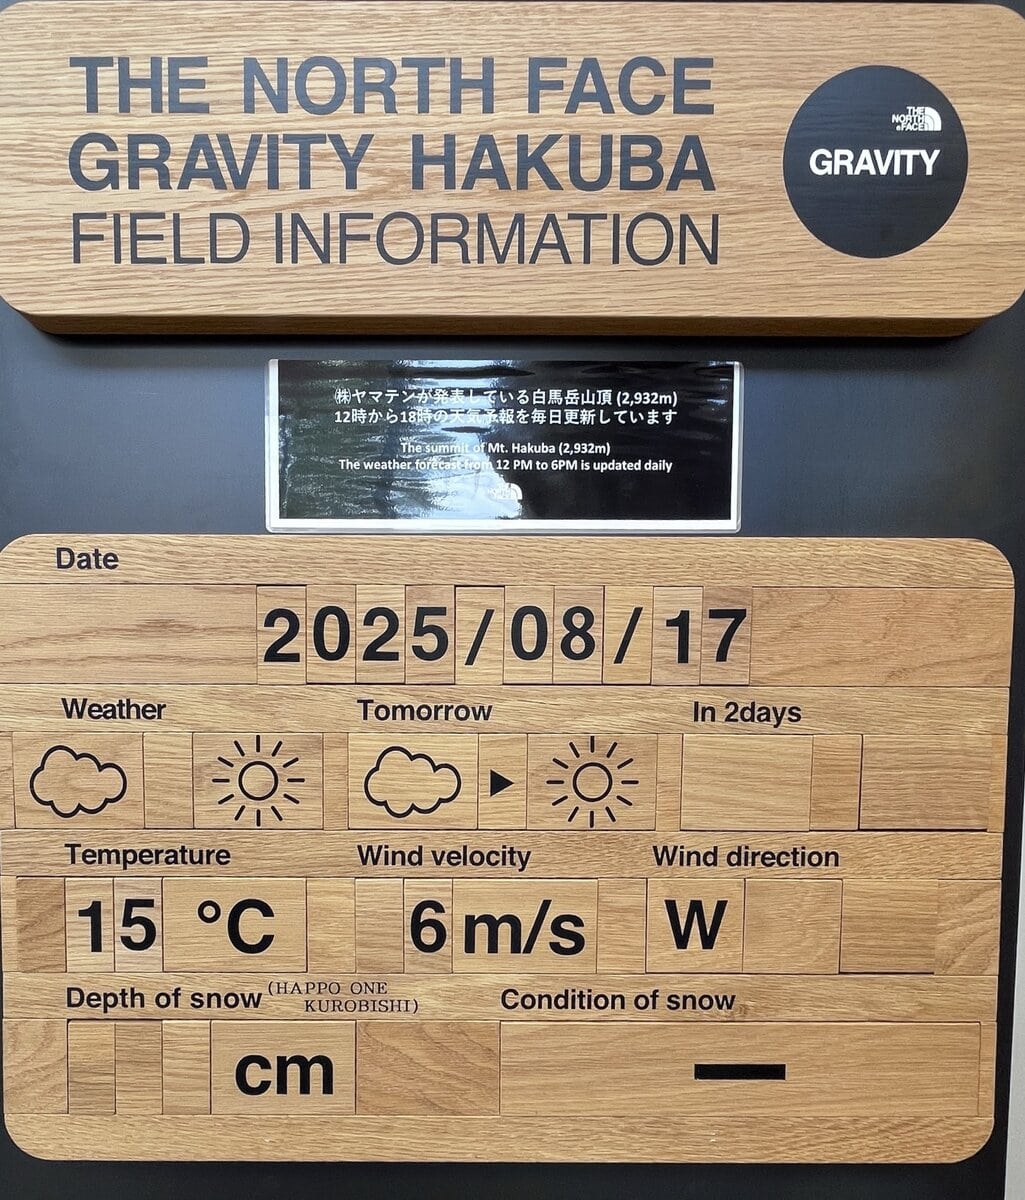 THE NORTH FACE
GRAVITY HAKUBA
FIELD INFORMATION
THE
NORTH
FACE
GRAVITY
㈱ヤマテンが発表している白馬岳山頂 (2,932m)
12時から18時の天気予報を毎日更新しています
The summit of Mt. Hakuba (2,932m)
The weather forecast from 12 PM to 6PM is updated daily
Date
2025/08/17
Weather Tomorrow In 2days
Temperature Wind velocity Wind direction
15 °C 6 m/s W
Depth of snow (HAPPO ONE
KUROBISHI) Condition of snow
cm —